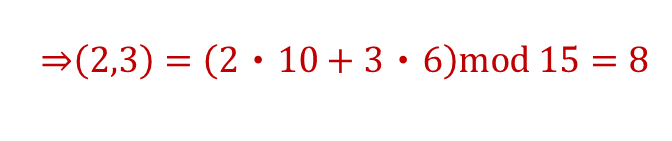 ⇒(2,3) = (2 · 10 + 3 · 6)mod 15 = 8